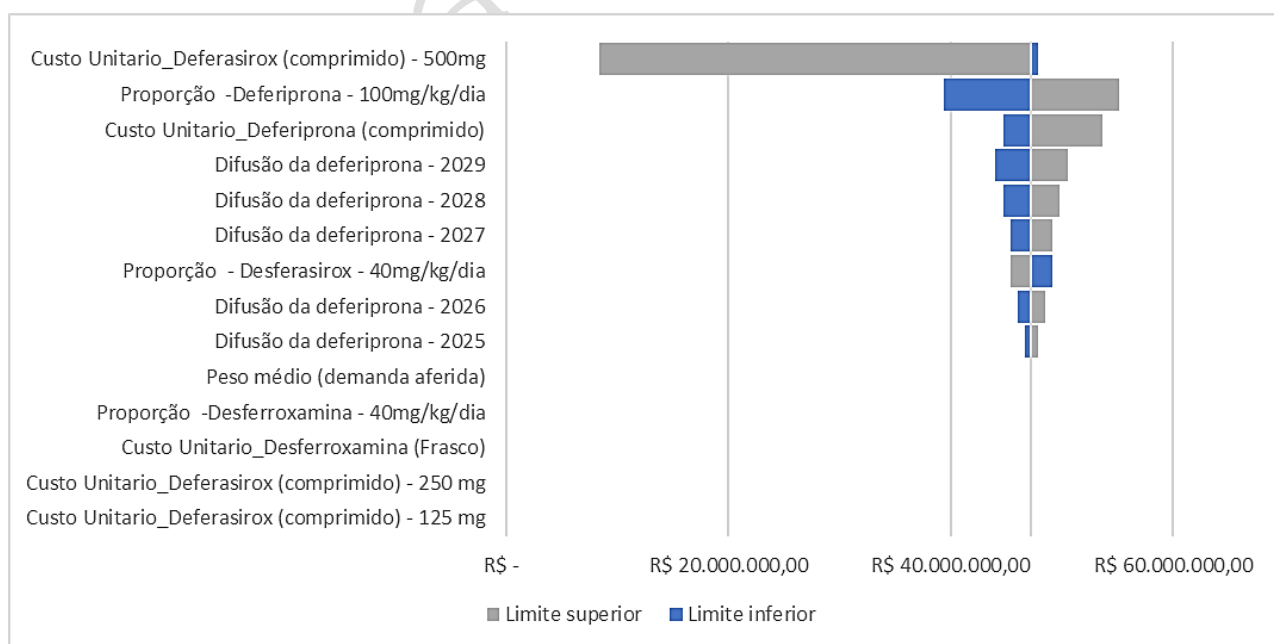 Custo Unitario_Deferasirox (comprimido) - 500mg
Proporção -Deferiprona - 100mg/kg/dia
Custo Unitario_Deferiprona (comprimido)
Difusão da deferiprona - 2029
Difusão da deferiprona - 2028
Difusão da deferiprona - 2027
Proporção - Desferasirox - 40mg/kg/dia
Difusão da deferiprona - 2026
Difusão da deferiprona - 2025
Peso médio (demanda aferida)
Proporção -Desferroxamina - 40mg/kg/dia
Custo Unitario_Desferroxamina (Frasco)
Custo Unitario_Deferasirox (comprimido) - 250 mg
Custo Unitario_Deferasirox (comprimido) - 125 mg
R$ - R$ 20.000.000,00 R$ 40.000.000,00 R$ 60.000.000,00
Limite superior Limite inferior